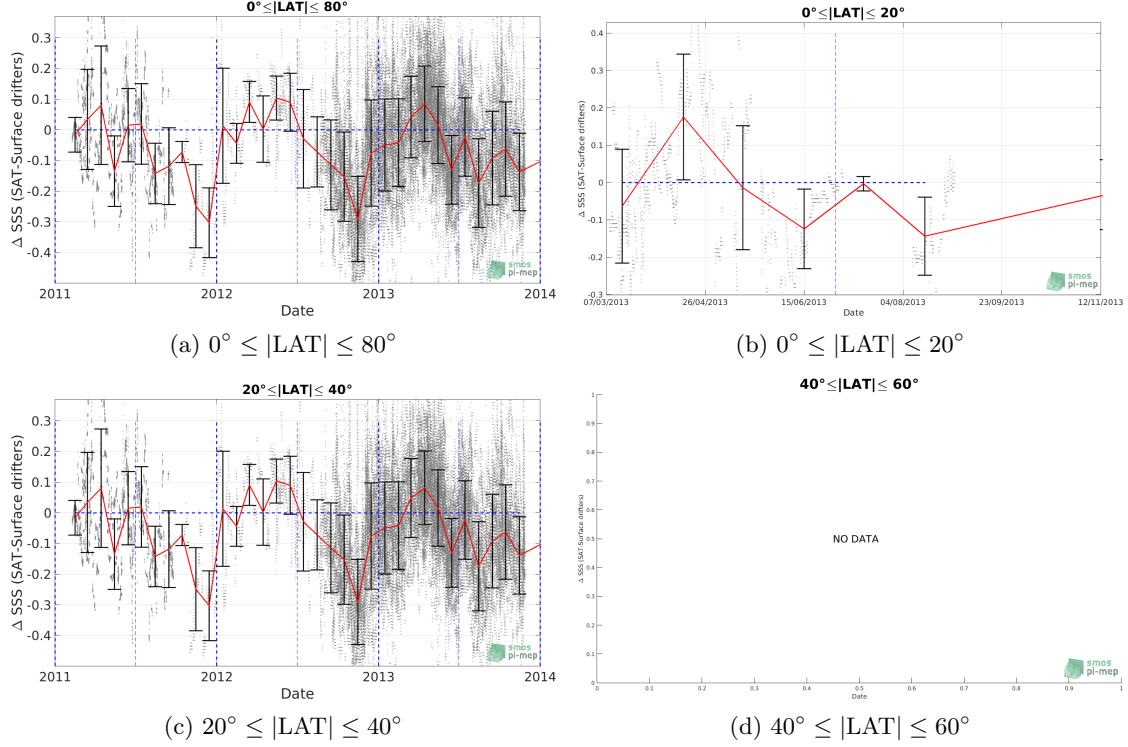 0°≤|LAT|≤ 80°
Δ SSS (SAT-Surface drifters)
0.3
0.2
0.1
0
-0.1
-0.2
-0.3
-0.4
2011
2012
2013
2014
Date
smos
pi-mep
(a) 0° ≤ |LAT| ≤ 80°
0°≤|LAT|≤ 20°
Δ SSS (SAT-Surface drifters)
0.4
0.3
0.2
0.1
0
-0.1
-0.2
-0.3
07/03/2013
26/04/2013
15/06/2013
04/08/2013
23/09/2013
12/11/2013
Date
smos
pi-mep
(b) 0° ≤ |LAT| ≤ 20°
20°≤|LAT|≤ 40°
Δ SSS (SAT-Surface drifters)
0.3
0.2
0.1
0
-0.1
-0.2
-0.3
-0.4
2011
2012
2013
2014
Date
smos
pi-mep
(c) 20° ≤ |LAT| ≤ 40°
40°≤|LAT|≤ 60°
Δ SSS (SAT-Surface drifters)
1
0.9
0.8
0.7
0.6
0.5
0.4
0.3
0.2
0.1
0
NO DATA
0
0.1
0.2
0.3
0.4
0.5
0.6
0.7
0.8
0.9
1
Date
smos
pi-mep
(d) 40° ≤ |LAT| ≤ 60°